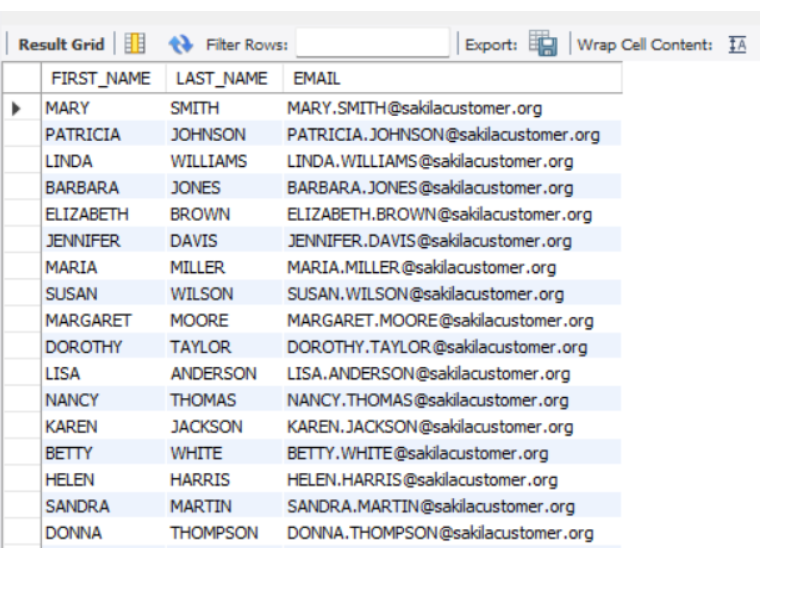 Result Grid Filter Rows: Export: Wrap Cell Content: IA
FIRST_NAME LAST_NAME EMAIL
MARY SMITH MARY.SMITH@sakilacustomer.org
PATRICIA JOHNSON PATRICIA.JOHNSON@sakilacustomer.org
LINDA WILLIAMS LINDA.WILLIAMS@sakilacustomer.org
BARBARA JONES BARBARA.JONES@sakilacustomer.org
ELIZABETH BROWN ELIZABETH.BROWN@sakilacustomer.org
JENNIFER DAVIS JENNIFER.DAVIS@sakilacustomer.org
MARIA MILLER MARIA.MILLER@sakilacustomer.org
SUSAN WILSON SUSAN.WILSON@sakilacustomer.org
MARGARET MOORE MARGARET.MOORE@sakilacustomer.org
DOROTHY TAYLOR DOROTHY.TAYLOR@sakilacustomer.org
LISA ANDERSON LISA.ANDERSON@sakilacustomer.org
NANCY THOMAS NANCY.THOMAS@sakilacustomer.org
KAREN JACKSON KAREN.JACKSON@sakilacustomer.org
BETTY WHITE BETTY.WHITE@sakilacustomer.org
HELEN HARRIS HELEN.HARRIS@sakilacustomer.org
SANDRA MARTIN SANDRA.MARTIN@sakilacustomer.org
DONNA THOMPSON DONNA.THOMPSON@sakilacustomer.org